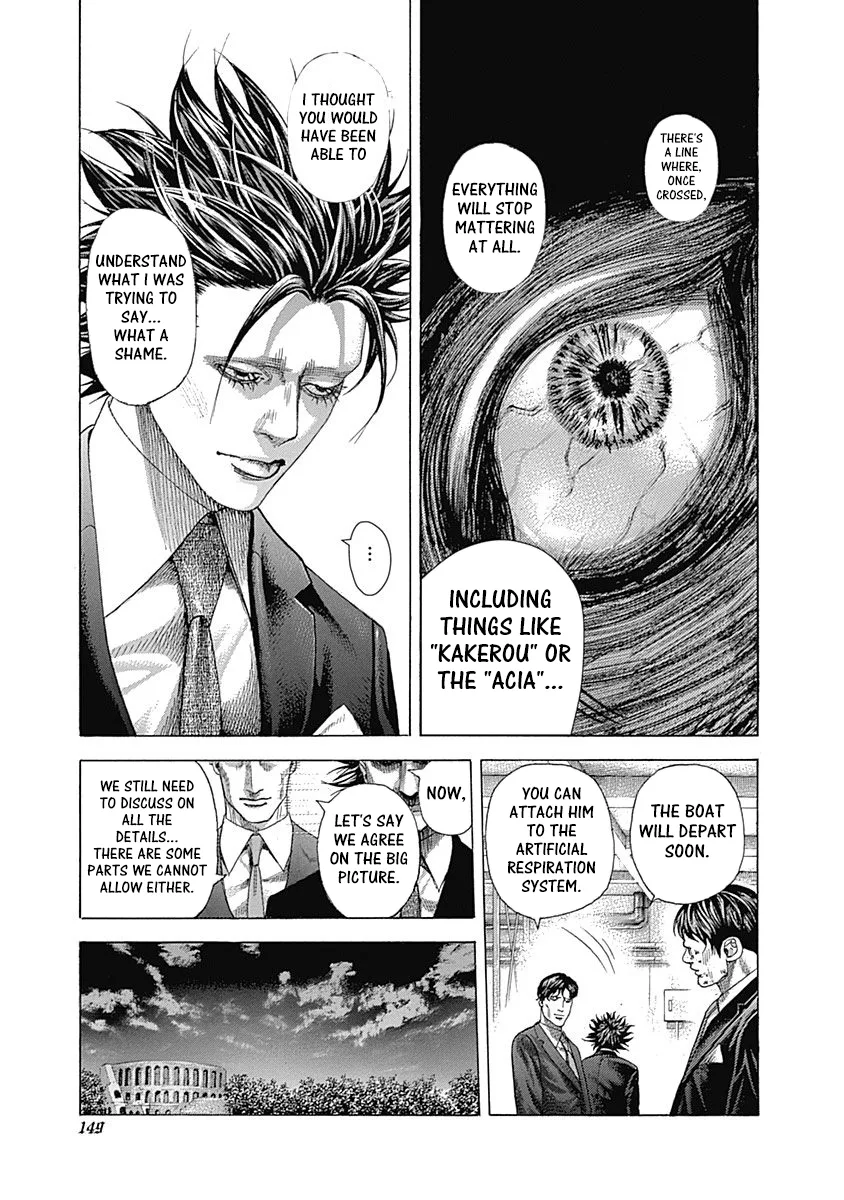 THERE'S
A LINE
WHERE,
ONCE
CROSSED,
EVERYTHING
WILL STOP
MATTERING
AT ALL.
INCLUDING
THINGS LIKE
"KAKEROU" OR
THE "ACIA"...
I THOUGHT
YOU WOULD
HAVE BEEN
ABLE TO
UNDERSTAND
WHAT I WAS
TRYING TO
SAY...
WHAT A
SHAME.
...
THE BOAT
WILL DEPART
SOON.
YOU CAN
ATTACH HIM
TO THE
ARTIFICIAL
RESPIRATION
SYSTEM.
NOW,
LET'S SAY
WE AGREE
ON THE BIG
PICTURE.
WE STILL NEED
TO DISCUSS ON
ALL THE
DETAILS...
THERE ARE SOME
PARTS WE CANNOT
ALLOW EITHER.
149